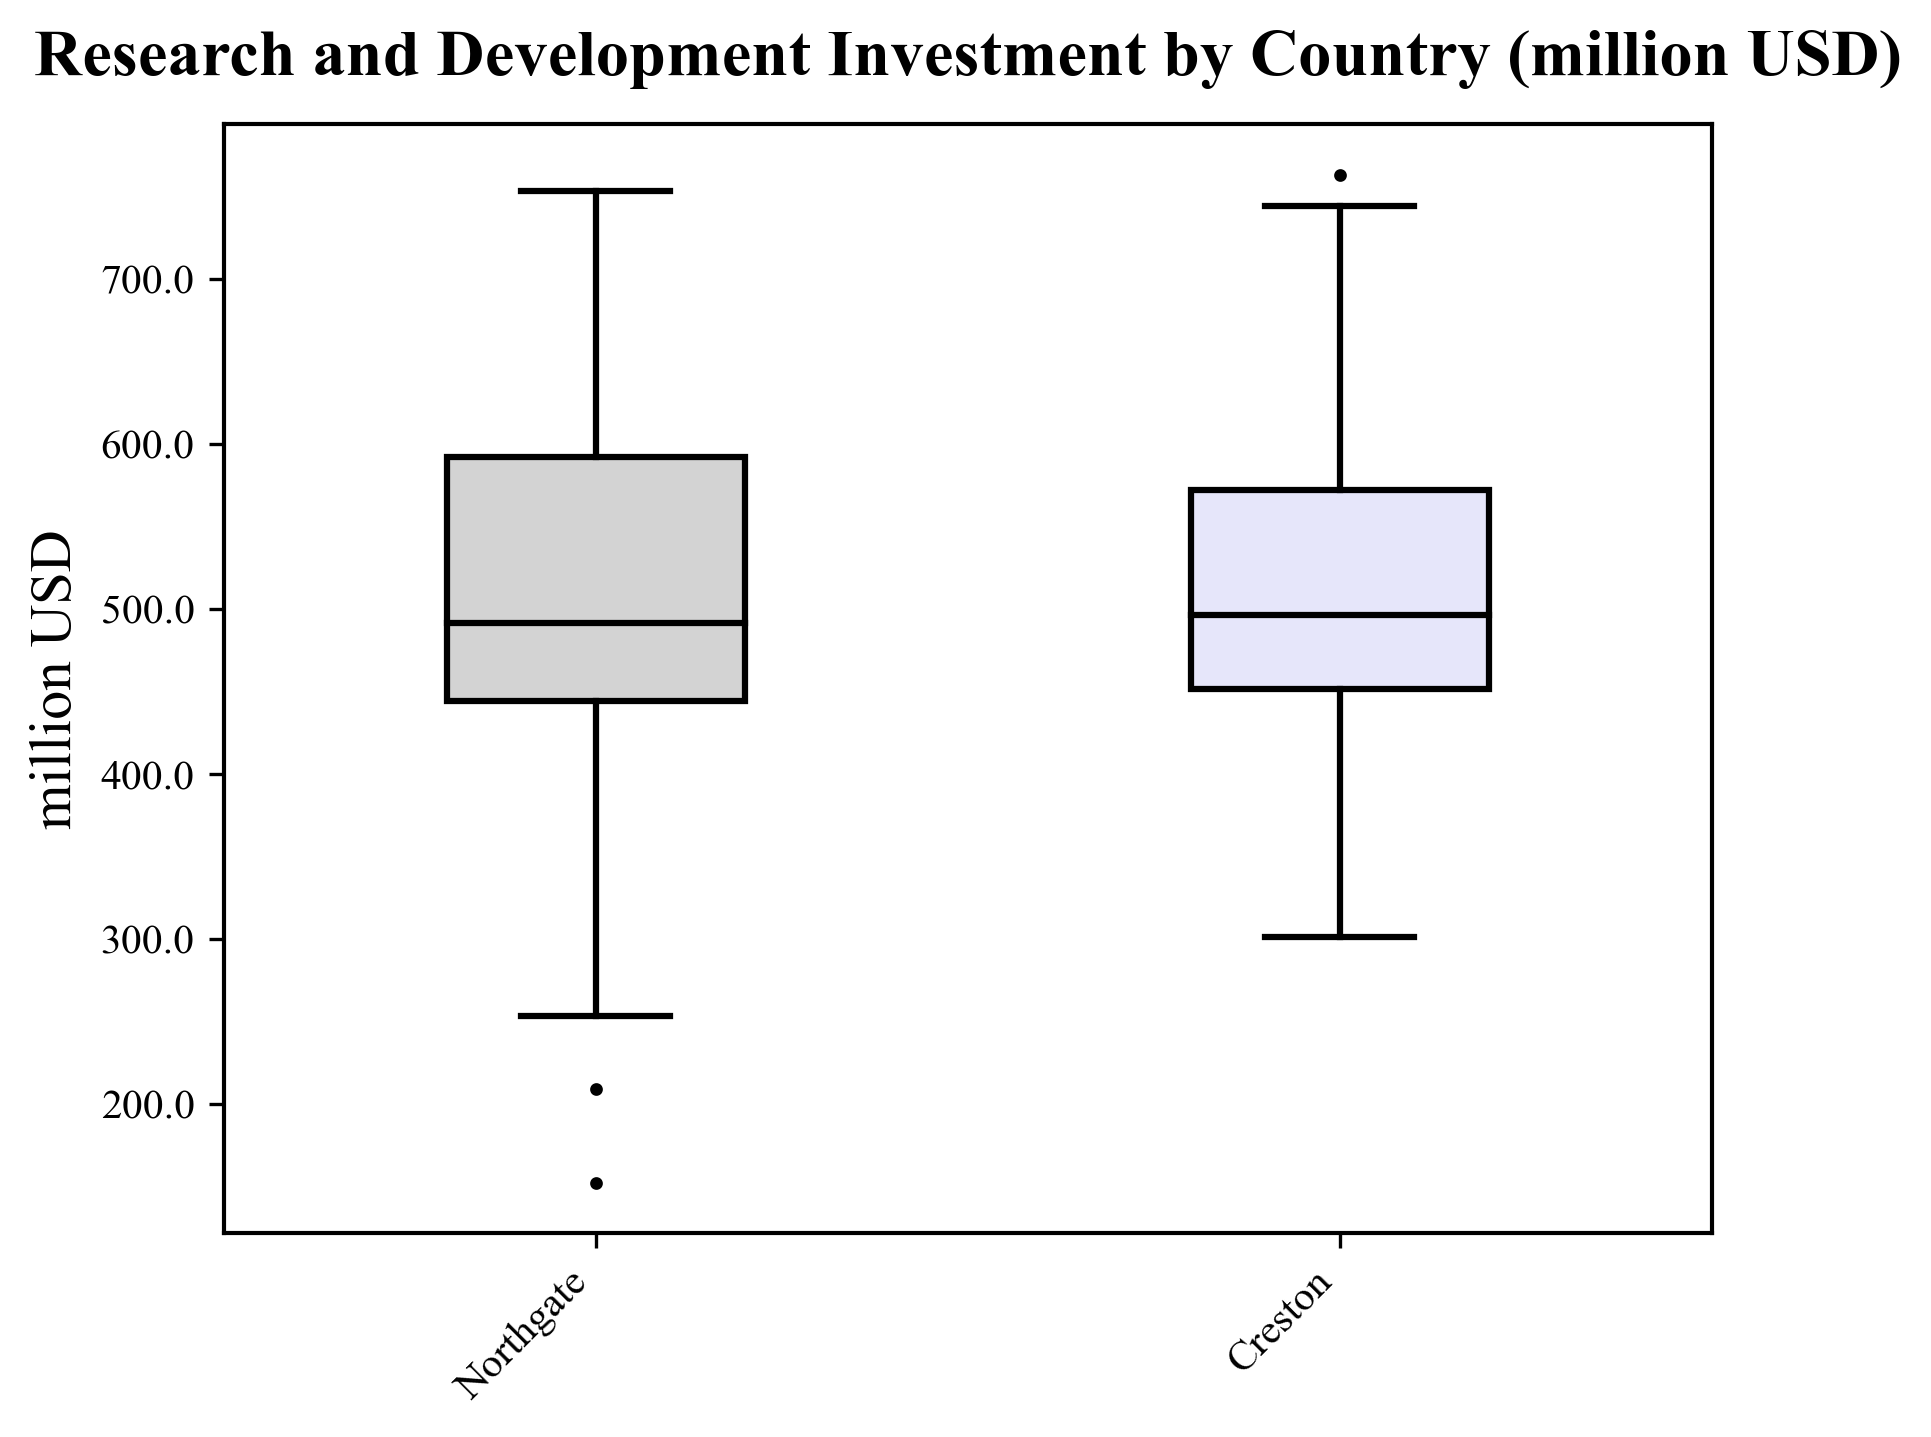 Research and Development Investment by Country (million USD)
million USD
700.0
600.0
500.0
400.0
300.0
200.0
Northgate
Creston